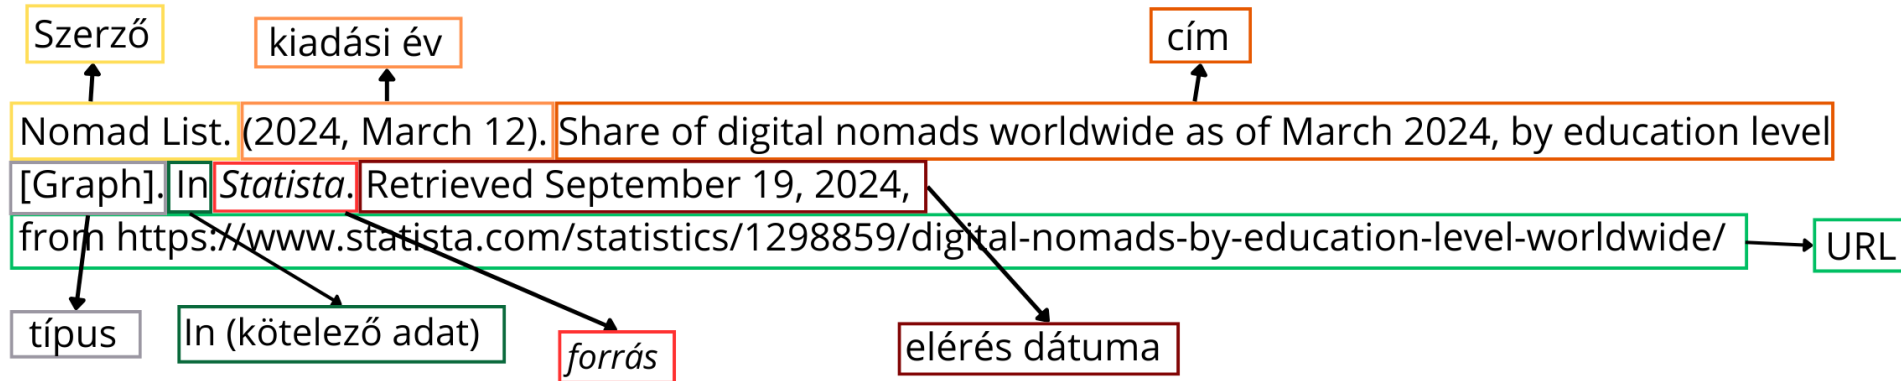 Szerző
kiadási év
cím
Nomad List. (2024, March 12). Share of digital nomads worldwide as of March 2024, by education level
[Graph]. In Statista. Retrieved September 19, 2024,
from https://www.statista.com/statistics/1298859/digital-nomads-by-education-level-worldwide/
URL
típus
In (kötelező adat)
forrás
elérés dátuma